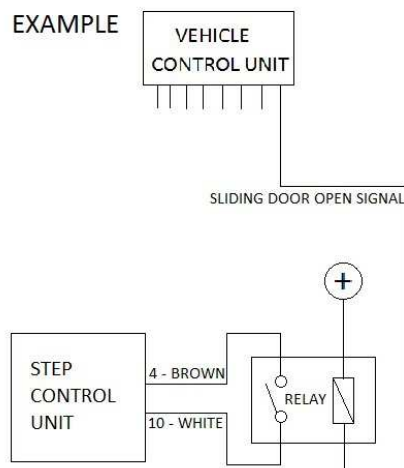 EXAMPLE
VEHICLE
CONTROL UNIT
SLIDING DOOR OPEN SIGNAL
+
STEP
CONTROL
UNIT
4 - BROWN
10 - WHITE
RELAY